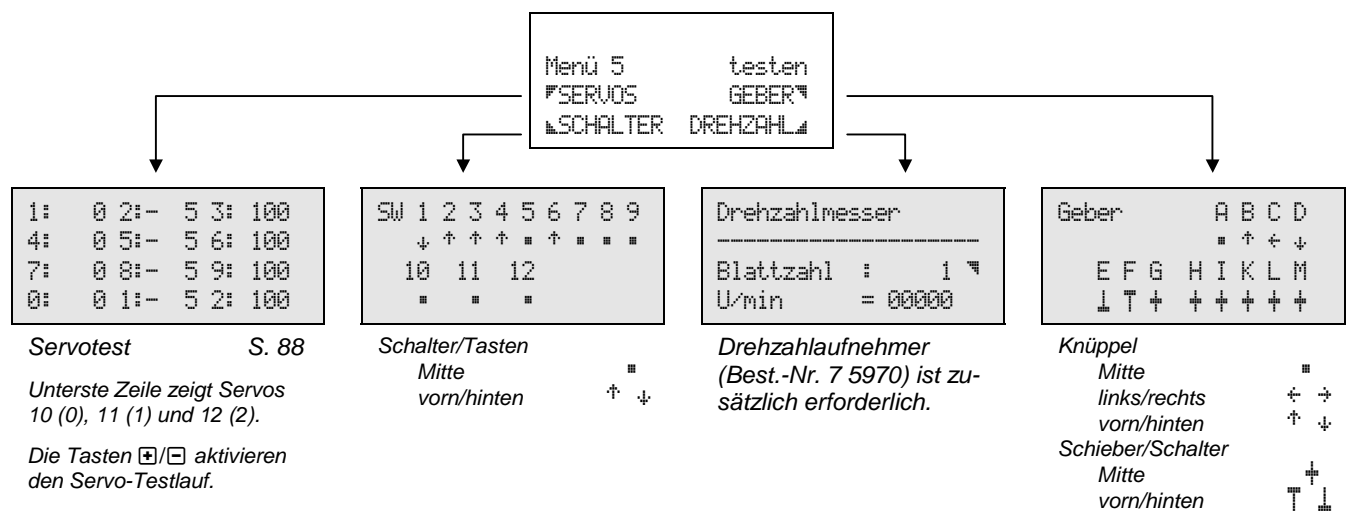 Menü 5 testen
◤SERVOS GEBER◥
◣SCHALTER DREHZAHL◢
1: 0 2:- 5 3: 100
4: 0 5:- 5 6: 100
7: 0 8:- 5 9: 100
0: 0 1:- 5 2: 100
Servotest S. 88
Unterste Zeile zeigt Servos
10 (0), 11 (1) und 12 (2).
Die Tasten +/- aktivieren
den Servo-Testlauf.
SW 1 2 3 4 5 6 7 8 9
↓ ↑ ↑ ↑ ▪ ↑ ▪ ▪ ▪
10 11 12
▪ ▪ ▪
Schalter/Tasten
Mitte ▪
vorn/hinten ↑ ↓
Drehzahlmesser
---------------------
Blattzahl : 1 ◥
U/min = 00000
Drehzahlaufnehmer
(Best.-Nr. 7 5970) ist zu-
sätzlich erforderlich.
Geber A B C D
▪ ↑ ← ↓
E F G H I K L M
Knüppel
Mitte ▪
links/rechts ← →
vorn/hinten ↑ ↓
Schieber/Schalter
Mitte
vorn/hinten